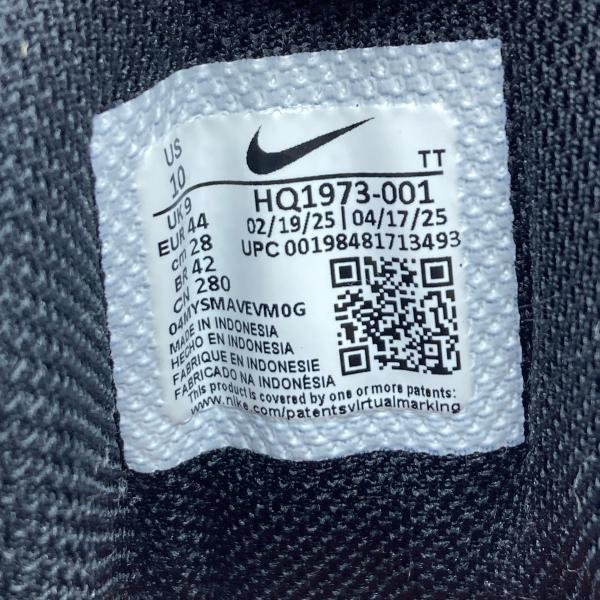 US
10
TT
UK 9
HQ1973-001
EUR 44
02/19/25 | 04/17/25
cm 28
UPC 00198481713493
BR 42
CN 280
04MYSMAVEVM0G
MADE IN INDONESIA
HECHO EN INDONESIA
FABRIQUE EN INDONESIE
FABRICADO NA INDONÉSIA
This product is covered by one or more patents:
www.nike.com/patentsvirtualmarking